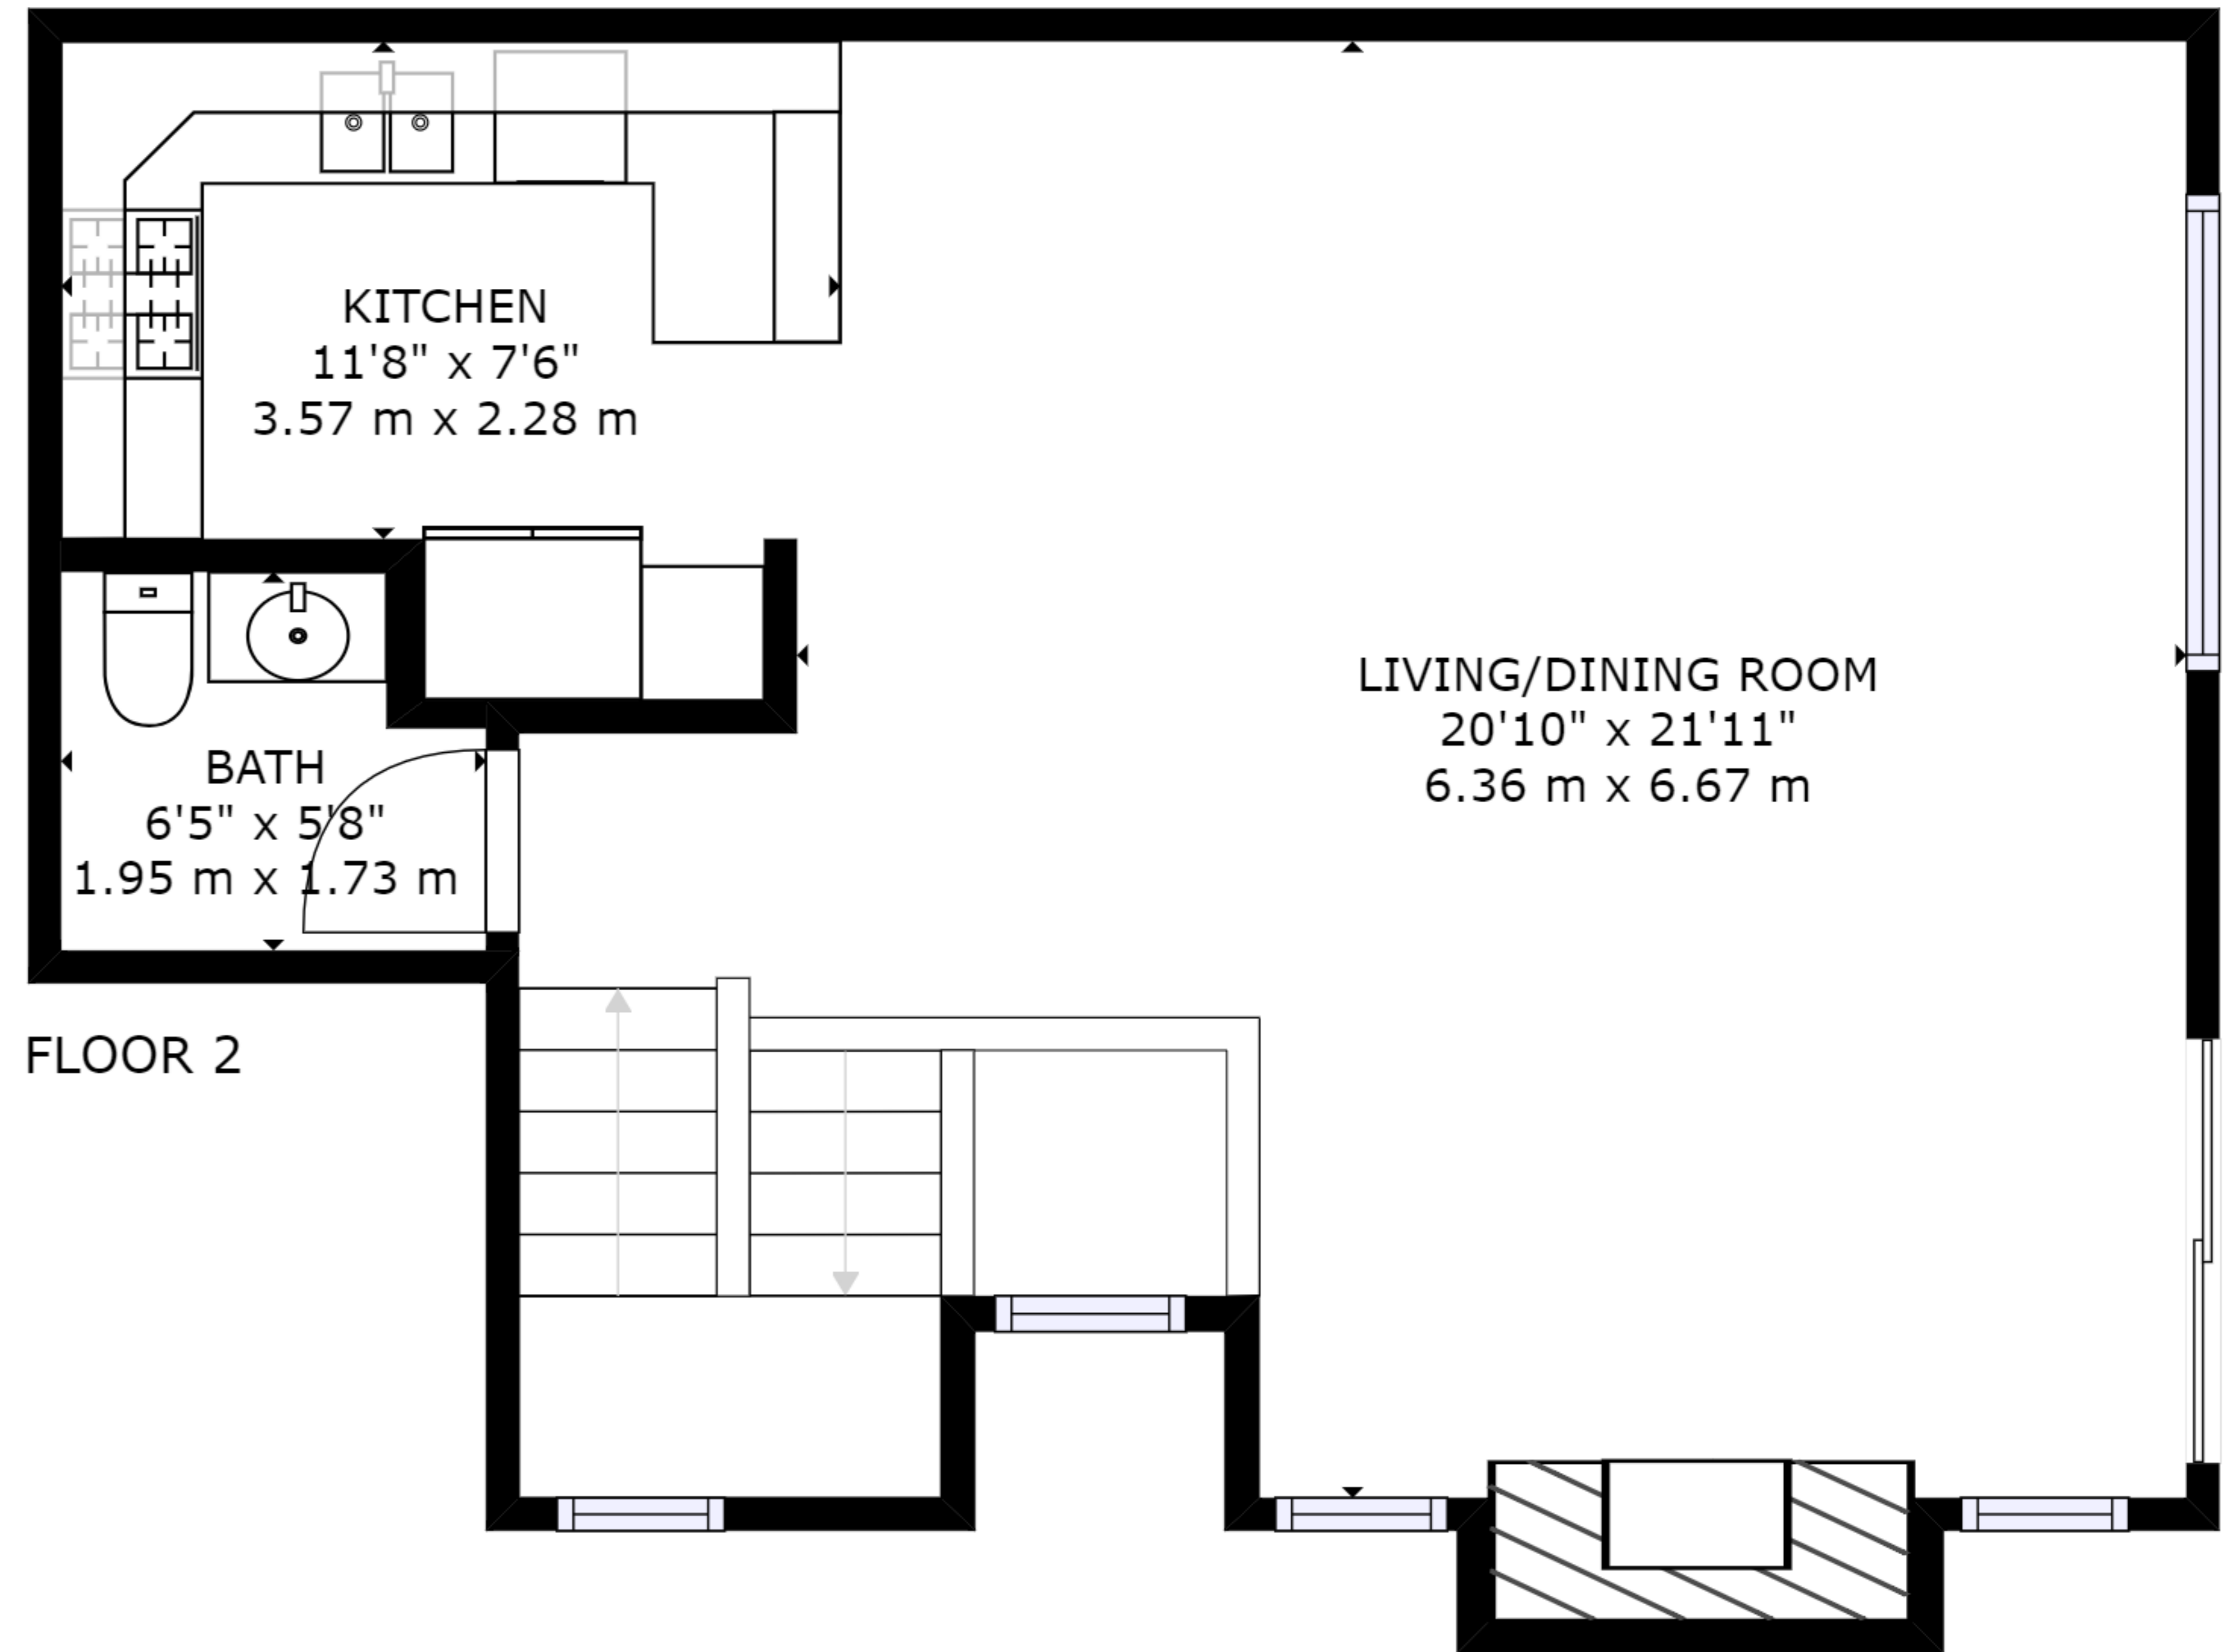 KITCHEN
11'8" x 7'6"
3.57 m x 2.28 m
LIVING/DINING ROOM
20'10" x 21'11"
6.36 m x 6.67 m
BATH
6'5" x 5'8"
1.95 m x 1.73 m
FLOOR 2